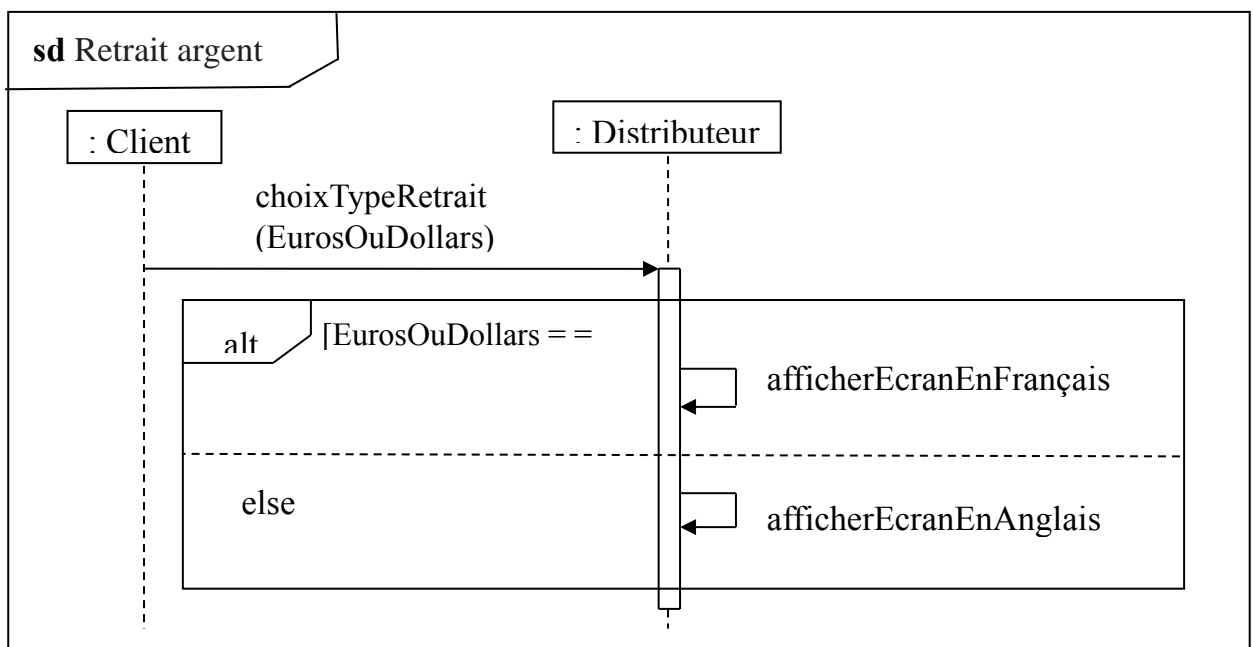 sd Retrait argent
: Client
: Distributeur
choixTypeRetrait
(EurosOuDollars)
alt
[EurosOuDollars = =
afficherEcranEnFrançais
else
afficherEcranEnAnglais